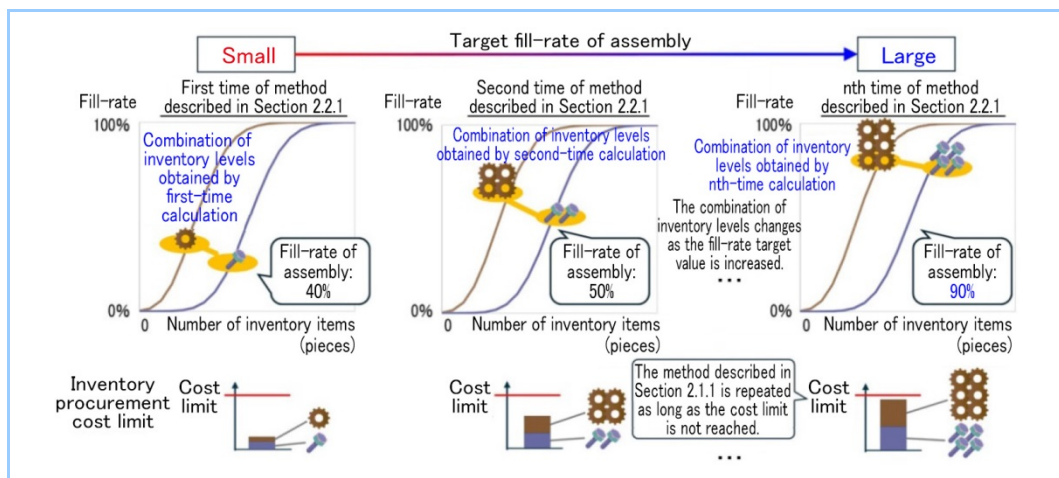 Target fill-rate of assembly
Small
Large
First time of method
described in Section 2.2.1
Fill-rate
100%
Combination of
inventory levels
obtained by
first-time
calculation
Fill-rate of
assembly:
40%
0%
0
Number of inventory items
(pieces)
Second time of method
described in Section 2.2.1
Fill-rate
100%
Combination of inventory levels
obtained by second-time calculation
Fill-rate of
assembly:
50%
0%
0
Number of inventory items
(pieces)
nth time of method
described in Section 2.2.1
Fill-rate
100%
Combination of inventory
levels obtained by
nth-time calculation
The combination of
inventory levels changes
as the fill-rate target
value is increased.
...
Fill-rate of
assembly:
90%
0%
0
Number of inventory items
(pieces)
Inventory
procurement
cost limit
Cost
limit
Cost
limit
The method described in
Section 2.1.1 is repeated
as long as the cost limit
is not reached.
...
Cost
limit